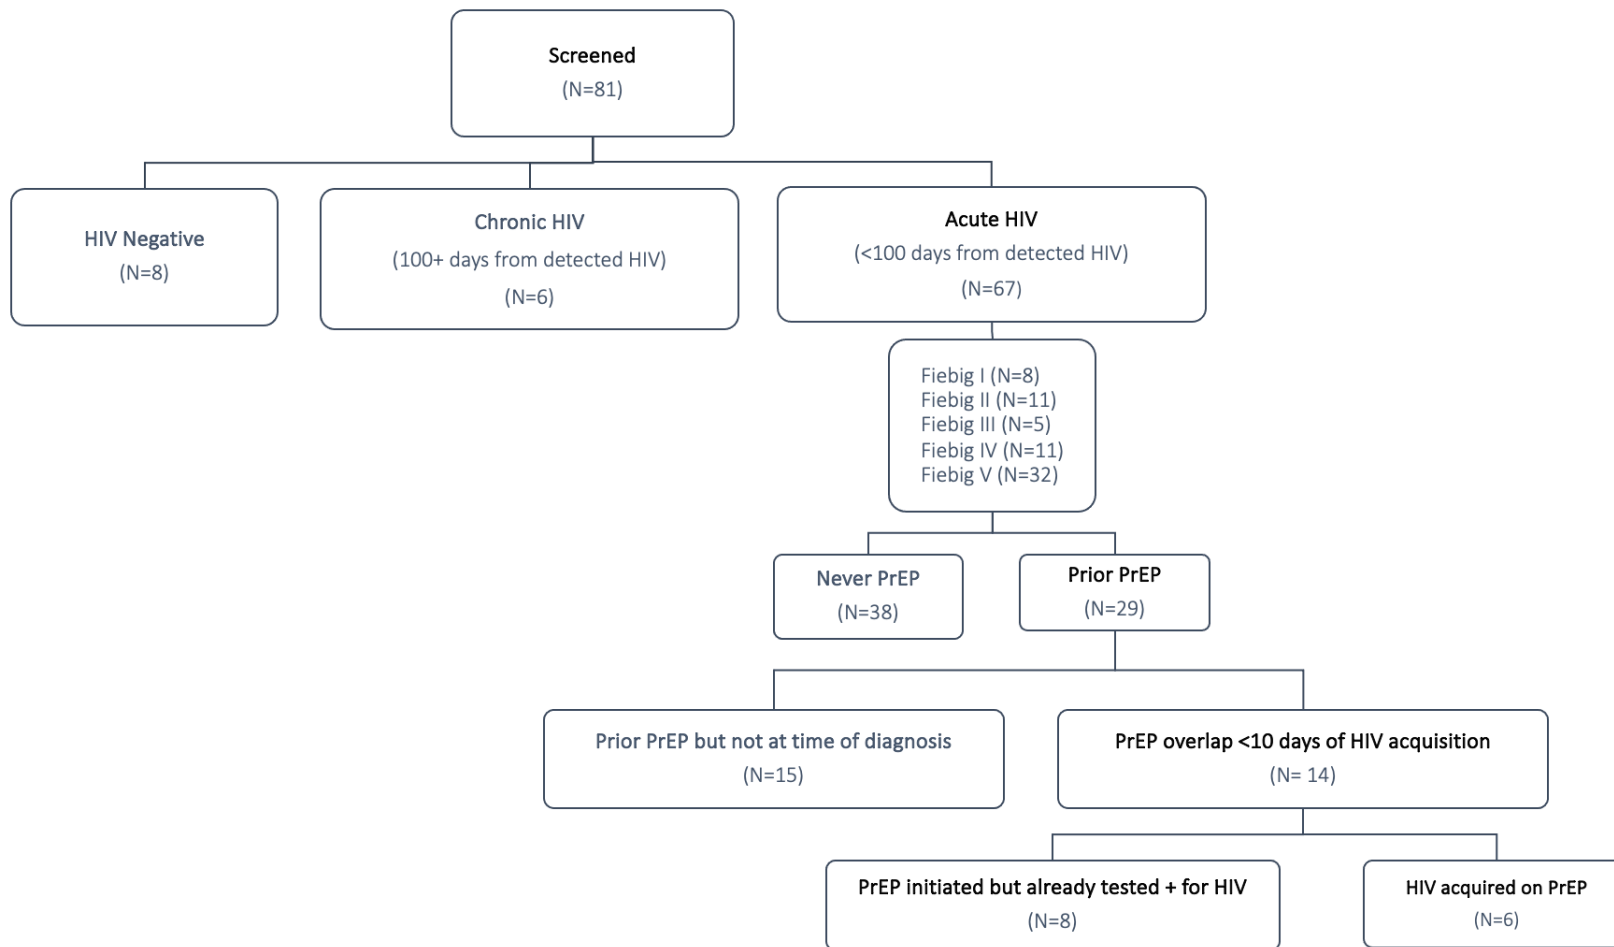 Screened
(N=81)
HIV Negative
(N=8)
Chronic HIV
(100+ days from detected HIV)
(N=6)
Acute HIV
(<100 days from detected HIV)
(N=67)
Fiebig I (N=8)
Fiebig II (N=11)
Fiebig III (N=5)
Fiebig IV (N=11)
Fiebig V (N=32)
Never PrEP
(N=38)
Prior PrEP
(N=29)
Prior PrEP but not at time of diagnosis
(N=15)
PrEP overlap <10 days of HIV acquisition
(N= 14)
PrEP initiated but already tested + for HIV
(N=8)
HIV acquired on PrEP
(N=6)